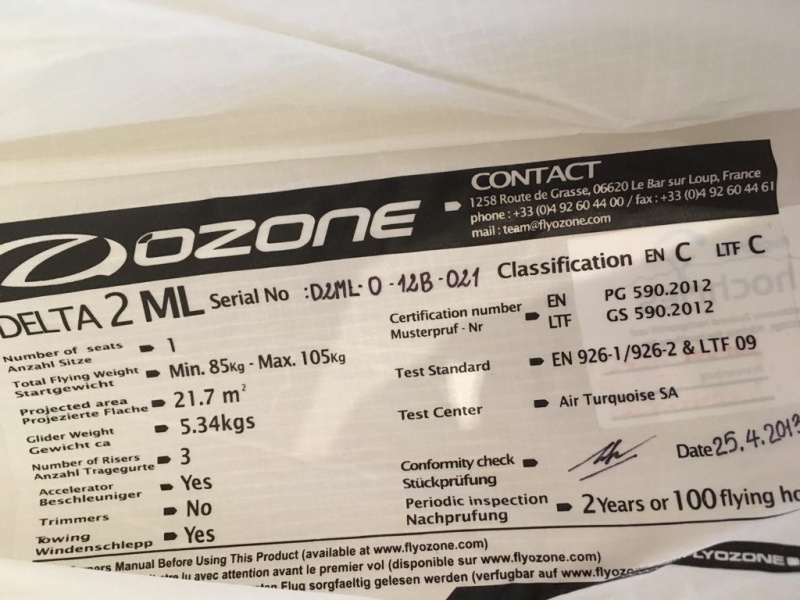 OZONE
CONTACT
1258 Route de Grasse, 06620 Le Bar sur Loup, France
phone : +33 (0)4 92 60 44 00 / fax : +33 (0)4 92 60 44 61
mail : team@flyozone.com
DELTA 2 ML Serial No :D2ML-O-12B-021 Classification EN C LTF C
Number of seats
Anzahl Sitze
1
Total Flying Weight
Startgewicht
Min. 85Kg - Max. 105Kg
Projected area
Projezierte Flache
21.7 m²
Glider Weight
Gewicht ca
5.34kgs
Number of Risers
Anzahl Tragegurte
3
Accelerator
Beschleuniger
Yes
Trimmers
No
Towing
Windenschlepp
Yes
Certification number
Musterpruf - Nr
EN PG 590.2012
LTF GS 590.2012
Test Standard
EN 926-1/926-2 & LTF 09
Test Center
Air Turquoise SA
Conformity check
Stückprüfung
Date 25.4.2013
Periodic inspection
Nachprufung
2Years or 100 flying ho
ers Manual Before Using This Product (available at www.flyozone.com)
lu avec attention avant le premier vol (disponible sur www.flyozone.com)
Flug sorgfaeltig gelesen werden (verfugbar auf www.flyozo
LYOZONE